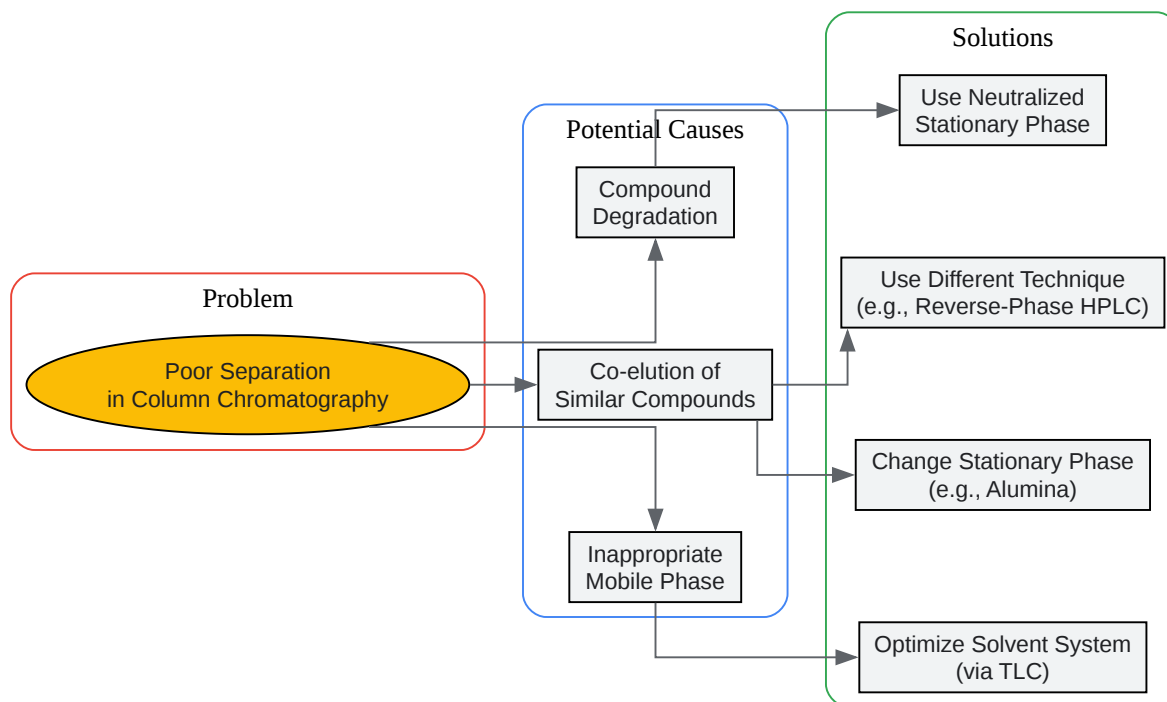 Problem
Poor Separation
in Column Chromatography
Potential Causes
Compound
Degradation
Co-elution of
Similar Compounds
Inappropriate
Mobile Phase
Solutions
Use Neutralized
Stationary Phase
Use Different Technique
(e.g., Reverse-Phase HPLC)
Change Stationary Phase
(e.g., Alumina)
Optimize Solvent System
(via TLC)